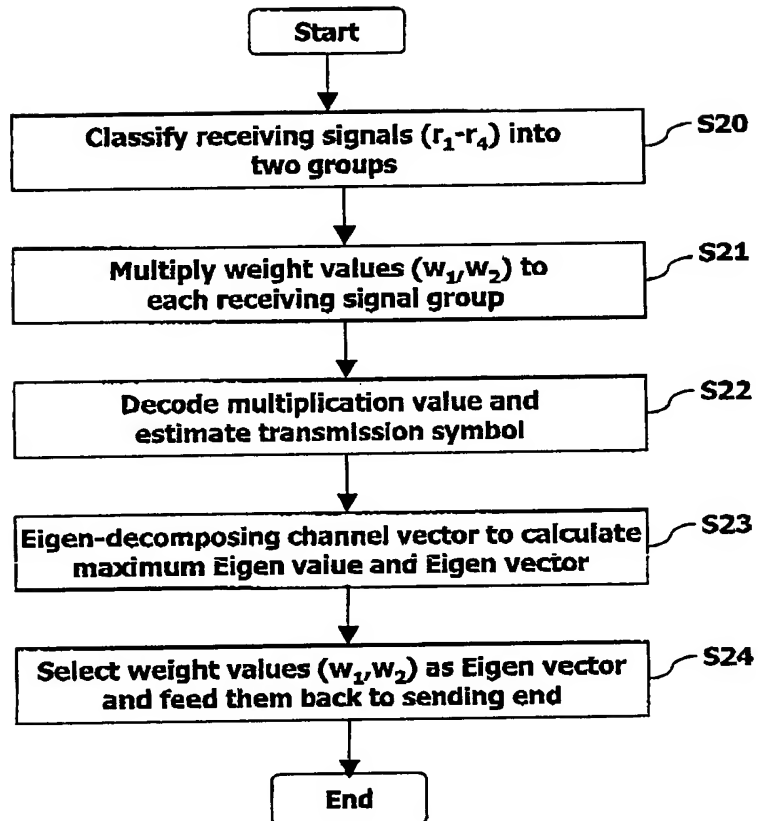 Start
Classify receiving signals (r₁-r₄) into
two groups
S20
Multiply weight values (w₁,w₂) to
each receiving signal group
S21
Decode multiplication value and
estimate transmission symbol
S22
Eigen-decomposing channel vector to calculate
maximum Eigen value and Eigen vector
S23
Select weight values (w₁,w₂) as Eigen vector
and feed them back to sending end
S24
End